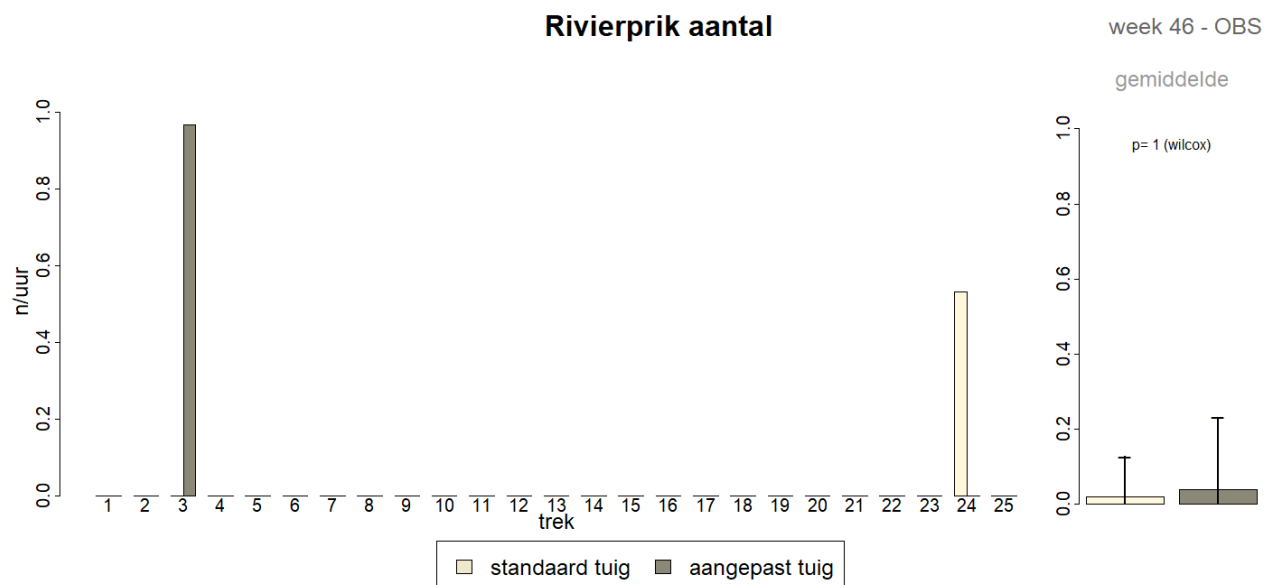 Rivierprik aantal
week 46 - OBS
gemiddelde
n/uur
0.0 0.2 0.4 0.6 0.8 1.0
1 2 3 4 5 6 7 8 9 10 11 12 13 14 15 16 17 18 19 20 21 22 23 24 25
trek
p= 1 (wilcox)
0.0 0.2 0.4 0.6 0.8 1.0
standaard tuig aangepast tuig